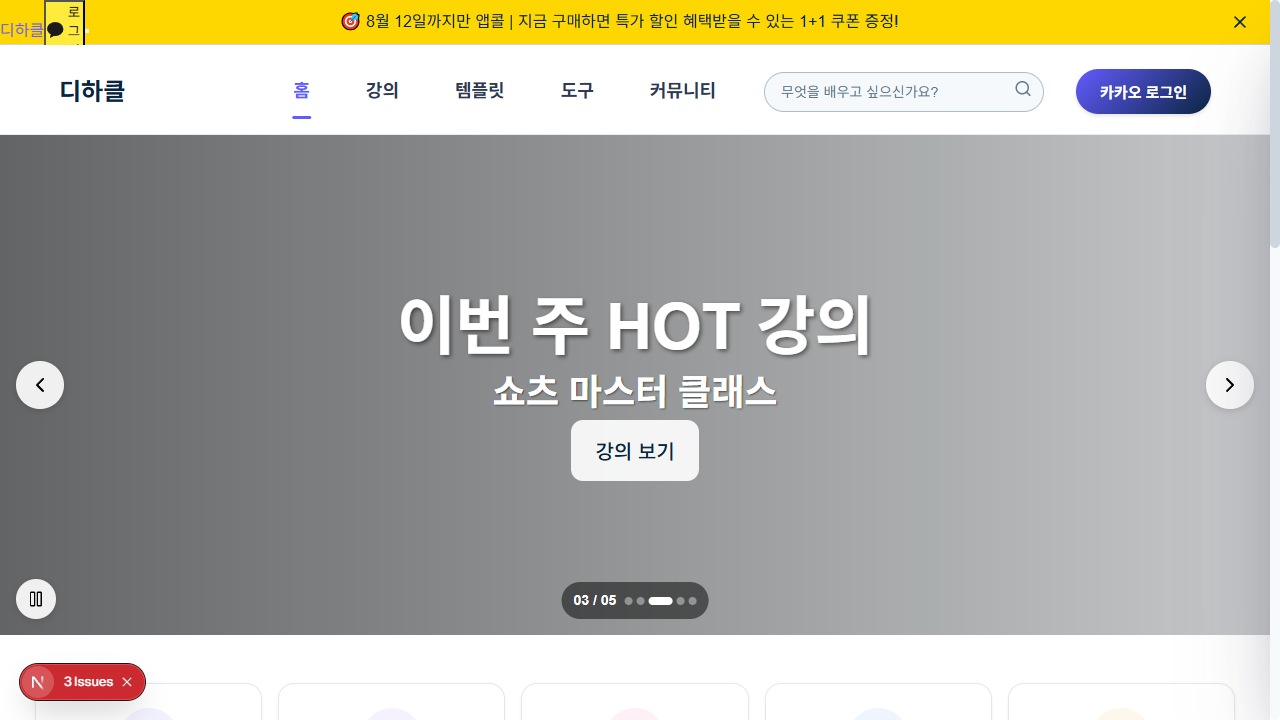 🎯 8월 12일까지만 앱콜 | 지금 구매하면 특가 할인 혜택받을 수 있는 1+1 쿠폰 증정!
디하클
로
그
디하클
홈
강의
템플릿
도구
커뮤니티
무엇을 배우고 싶으신가요?
카카오 로그인
이번 주 HOT 강의
쇼츠 마스터 클래스
강의 보기
03 / 05
N 3 Issues